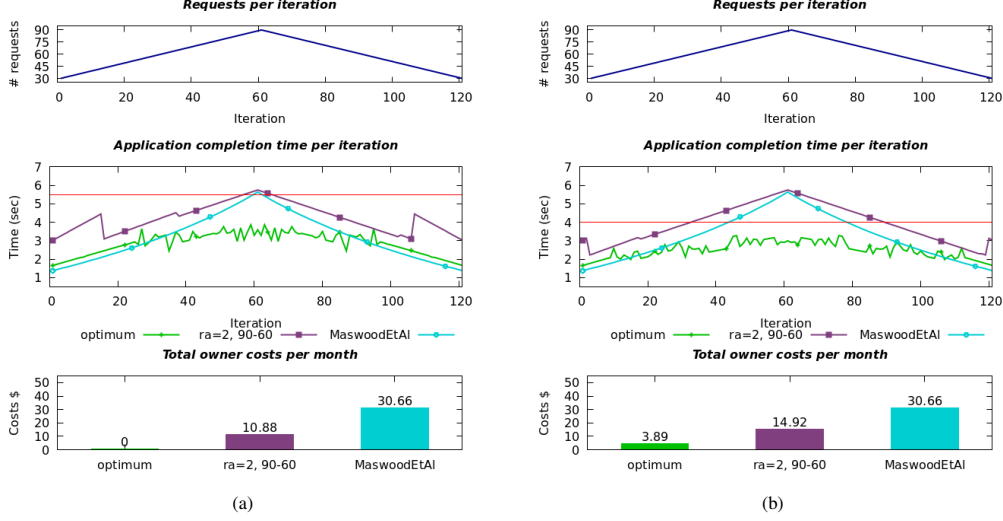 Requests per iteration
# requests
90
75
60
45
30
0 20 40 60 80 100 120
Iteration
Application completion time per iteration
Time (sec)
7
6
5
4
3
2
1
0 20 40 60 80 100 120
Iteration
optimum ra=2, 90-60 MaswoodEtAl
Total owner costs per month
Costs $
50
40
30
20
10
0
0 10.88 30.66
optimum ra=2, 90-60 MaswoodEtAl
(a)
Requests per iteration
# requests
90
75
60
45
30
0 20 40 60 80 100 120
Iteration
Application completion time per iteration
Time (sec)
7
6
5
4
3
2
1
0 20 40 60 80 100 120
Iteration
optimum ra=2, 90-60 MaswoodEtAl
Total owner costs per month
Costs $
50
40
30
20
10
0
3.89 14.92 30.66
optimum ra=2, 90-60 MaswoodEtAl
(b)